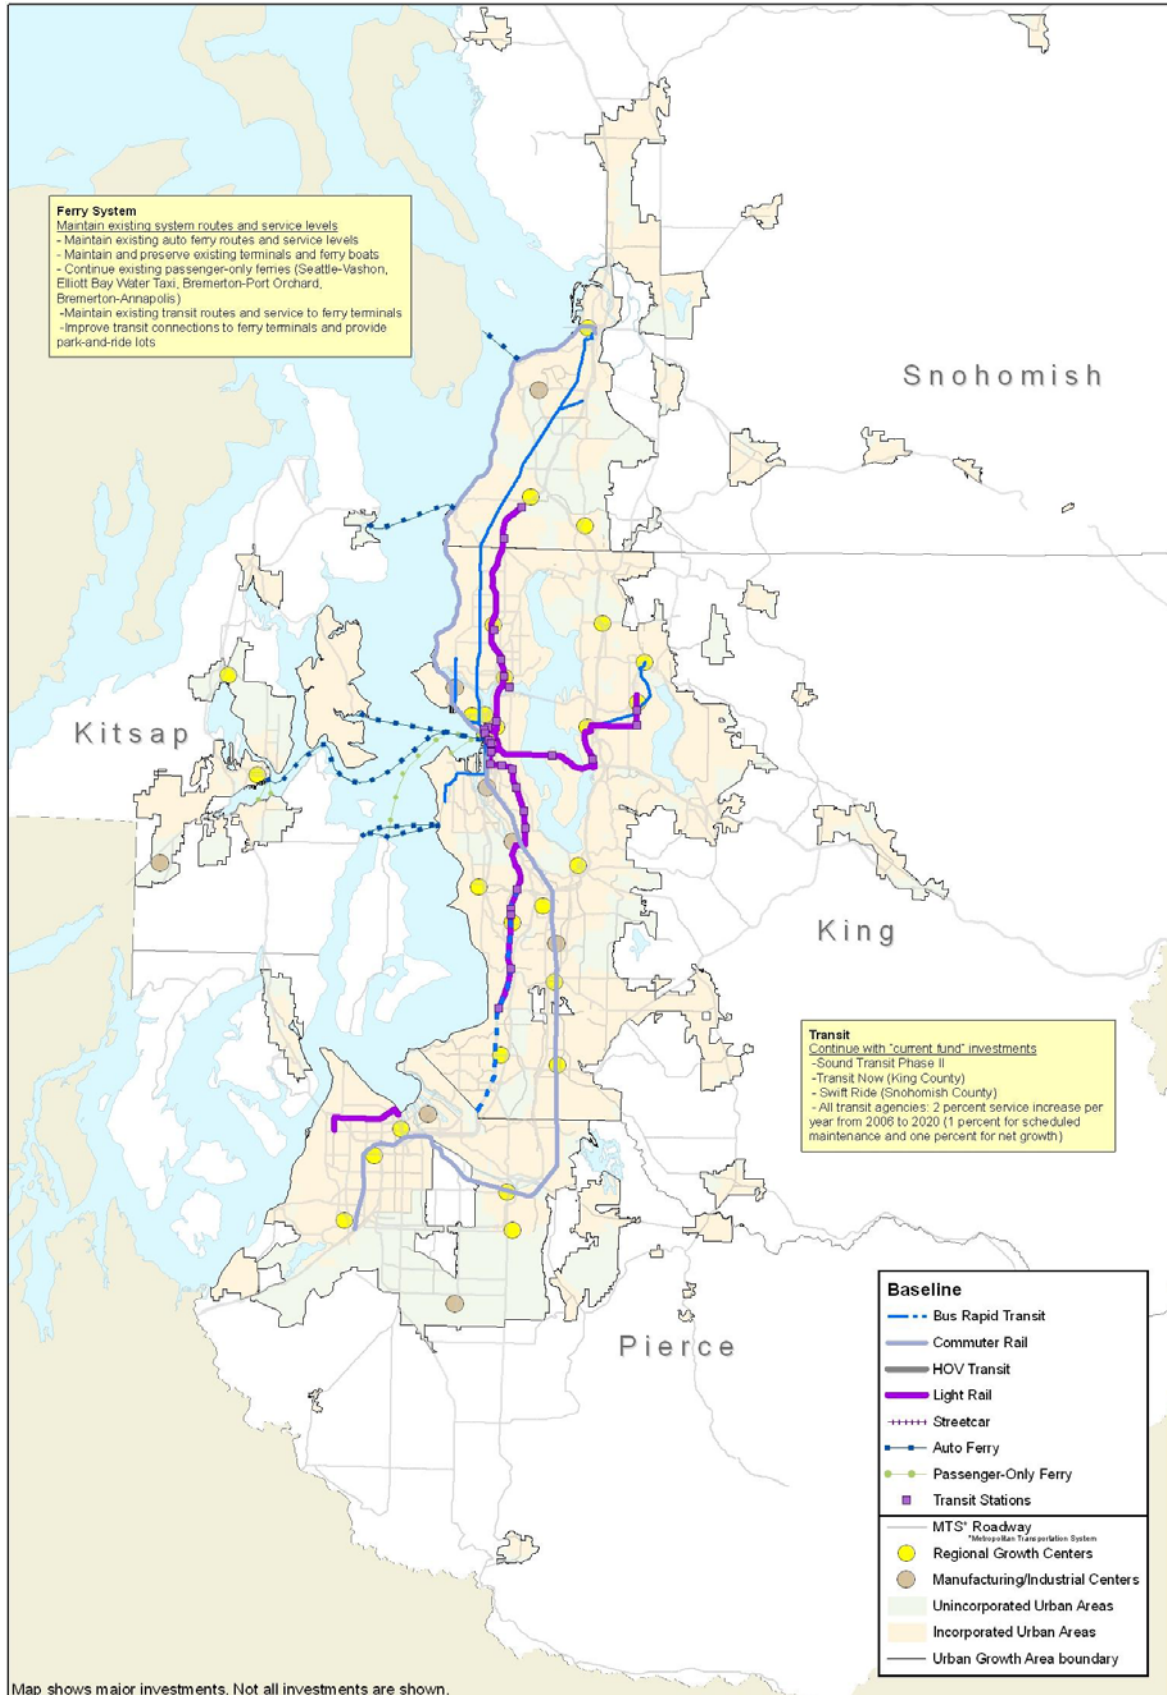 Ferry System
Maintain existing system routes and service levels
- Maintain existing auto ferry routes and service levels
- Maintain and preserve existing terminals and ferry boats
- Continue existing passenger-only ferries (Seattle-Vashon,
Elliott Bay Water Taxi, Bremerton-Port Orchard,
Bremerton-Annapolis)
-Maintain existing transit routes and service to ferry terminals
-Improve transit connections to ferry terminals and provide
park-and-ride lots
Snohomish
Kitsap
King
Transit
Continue with "current fund" investments
-Sound Transit Phase II
-Transit Now (King County)
- Swift Ride (Snohomish County)
- All transit agencies: 2 percent service increase per
year from 2006 to 2020 (1 percent for scheduled
maintenance and one percent for net growth)
Pierce
Baseline
Bus Rapid Transit
Commuter Rail
HOV Transit
Light Rail
Streetcar
Auto Ferry
Passenger-Only Ferry
Transit Stations
MTS* Roadway
*Metropolitan Transportation System
Regional Growth Centers
Manufacturing/Industrial Centers
Unincorporated Urban Areas
Incorporated Urban Areas
Urban Growth Area boundary
Map shows major investments. Not all investments are shown.